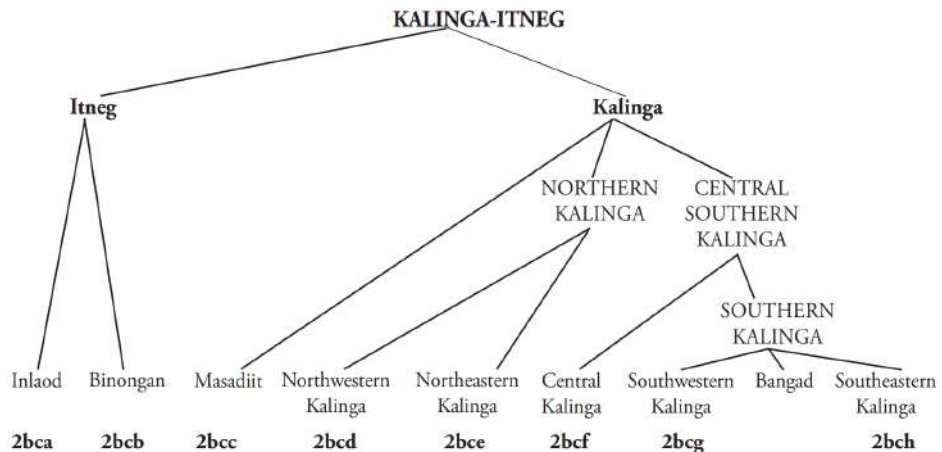 KALINGA-ITNEG
Itneg
Kalinga
NORTHERN
KALINGA
CENTRAL
SOUTHERN
KALINGA
SOUTHERN
KALINGA
Inlaod
Binongan
Masadiit
Northwestern
Kalinga
Northeastern
Kalinga
Central
Kalinga
Southwestern
Kalinga
Bangad
Southeastern
Kalinga
2bca
2bcb
2bcc
2bcd
2bce
2bcf
2bcg
2bch